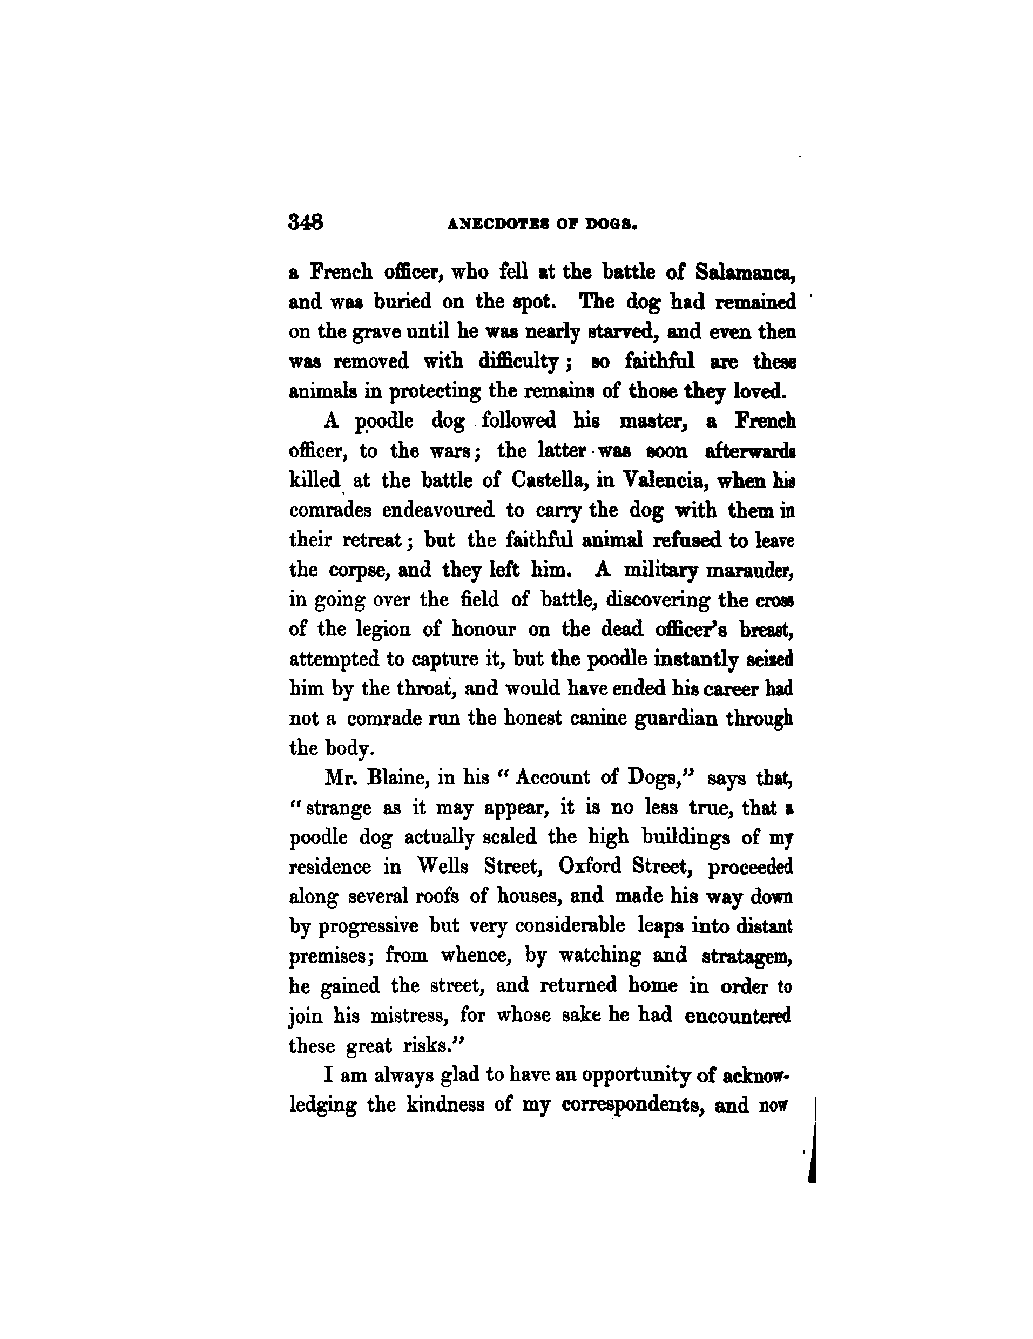 348 ANECDOTES OF DOGS.
a French officer, who fell at the battle of Salamanca,
and was buried on the spot. The dog had remained
on the grave until he was nearly starved, and even then
was removed with difficulty; so faithful are these
animals in protecting the remains of those they loved.
A poodle dog followed his master, a French
officer, to the wars; the latter was soon afterwards
killed at the battle of Castella, in Valencia, when his
comrades endeavoured to carry the dog with them in
their retreat; but the faithful animal refused to leave
the corpse, and they left him. A military marauder,
in going over the field of battle, discovering the cross
of the legion of honour on the dead officer's breast,
attempted to capture it, but the poodle instantly seized
him by the throat, and would have ended his career had
not a comrade run the honest canine guardian through
the body.
Mr. Blaine, in his "Account of Dogs," says that,
"strange as it may appear, it is no less true, that a
poodle dog actually scaled the high buildings of my
residence in Wells Street, Oxford Street, proceeded
along several roofs of houses, and made his way down
by progressive but very considerable leaps into distant
premises; from whence, by watching and stratagem,
he gained the street, and returned home in order to
join his mistress, for whose sake he had encountered
these great risks."
I am always glad to have an opportunity of acknow-
ledging the kindness of my correspondents, and now